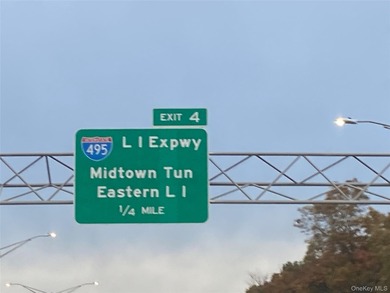 EXIT 4
INTERSTATE
495
L I Expwy
Midtown Tun
Eastern L I
1/4 MILE
OneKey MLS